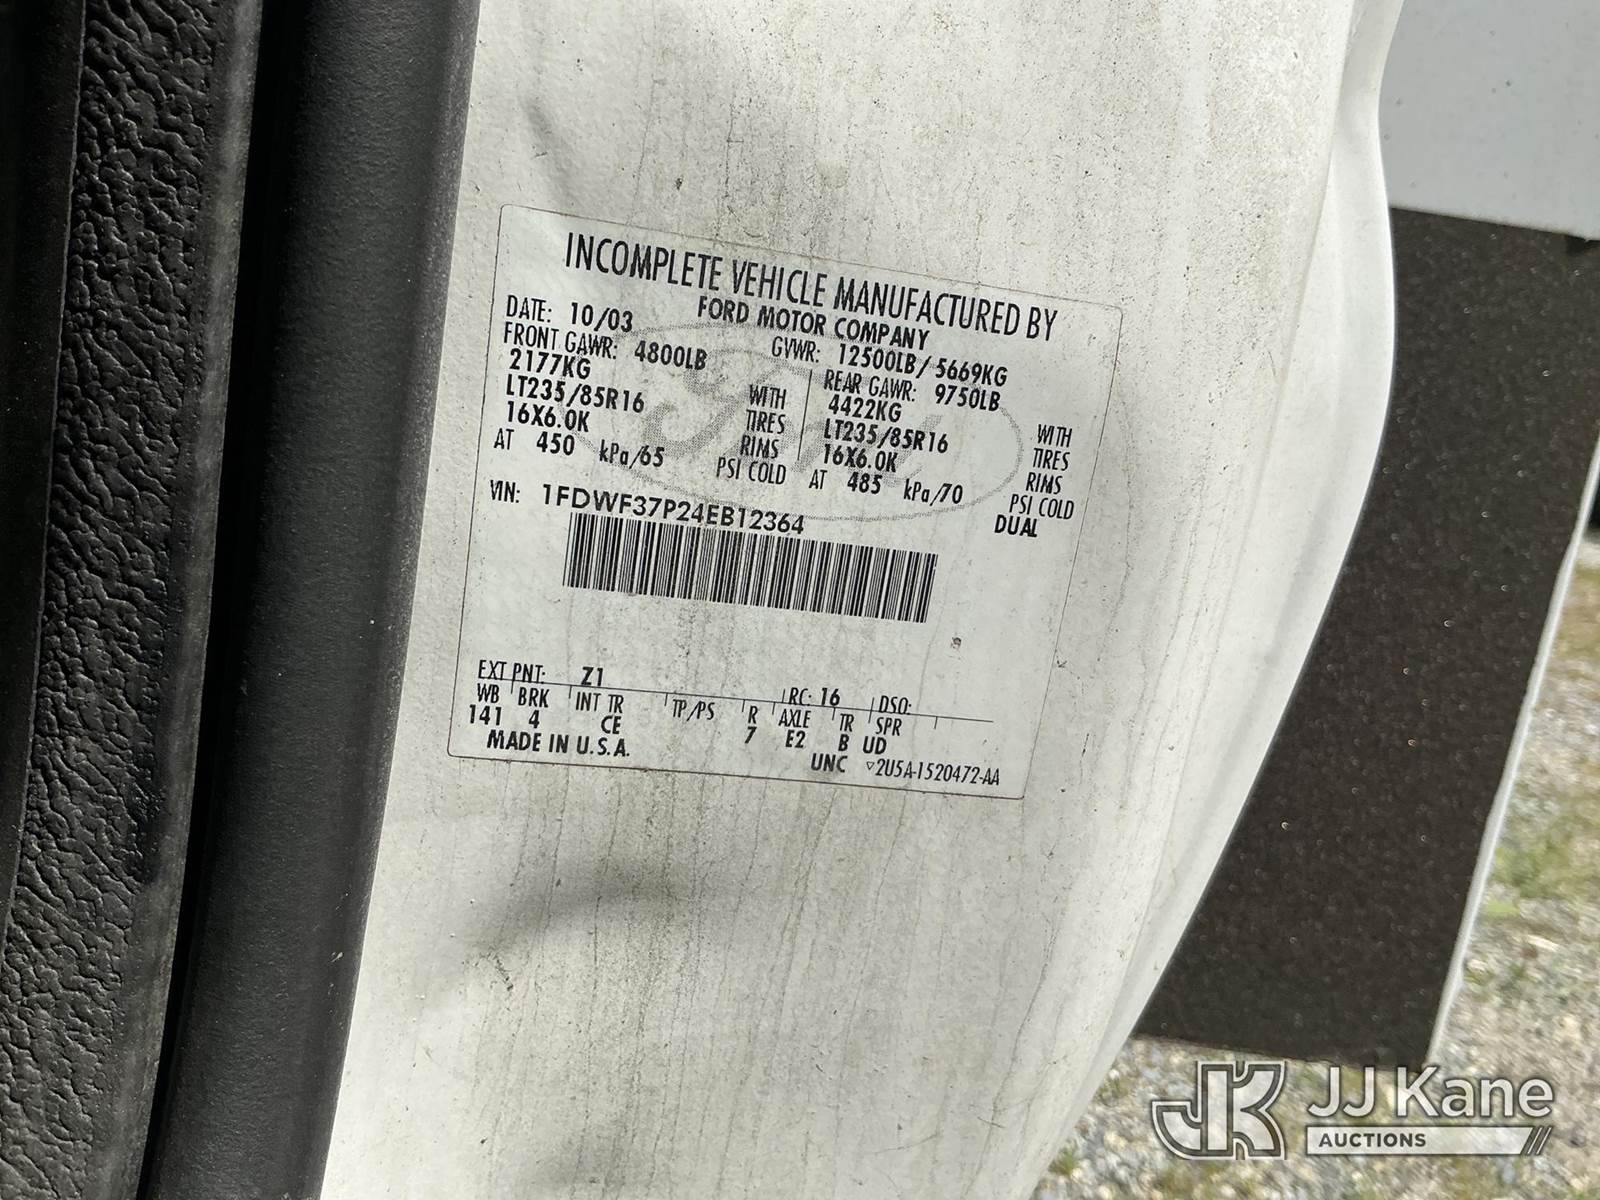 INCOMPLETE VEHICLE MANUFACTURED BY
FORD MOTOR COMPANY
DATE: 10/03 GVWR: 12500LB/5669KG
FRONT GAWR: 4800LB REAR GAWR: 9750LB
2177KG WITH 4422KG WITH
LT235/85R16 TIRES LT235/85R16 TIRES
16X6.0K RIMS 16X6.0K RIMS
AT 450 kPa/65 PSI COLD AT 485 kPa/70 PSI COLD
DUAL
VIN: 1FDWF37P24EB12364
EXT PNT: Z1 RC: 16 DSO:
WB BRK INT TR TP/PS R AXLE TR SPR
141 4 CE 7 E2 B UD
MADE IN U.S.A. UNC ▽2U5A-1520472-AA
Ford
JK JJ Kane
AUCTIONS